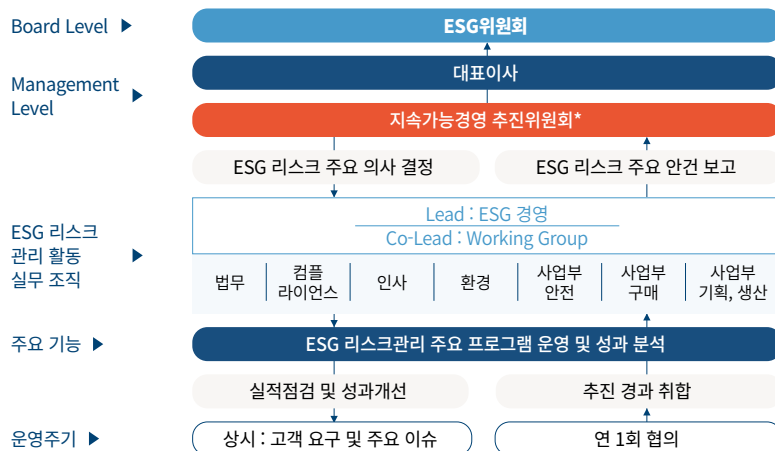 Board Level ▶
ESG위원회
Management
Level ▶
대표이사
지속가능경영 추진위원회*
ESG 리스크 주요 의사 결정
ESG 리스크 주요 안건 보고
ESG 리스크
관리 활동 ▶
실무 조직
Lead : ESG 경영
Co-Lead : Working Group
법무
컴플
라이언스
인사
환경
사업부
안전
사업부
구매
사업부
기획, 생산
주요 기능 ▶
ESG 리스크관리 주요 프로그램 운영 및 성과 분석
실적점검 및 성과개선
추진 경과 취합
운영주기 ▶
상시 : 고객 요구 및 주요 이슈
연 1회 협의